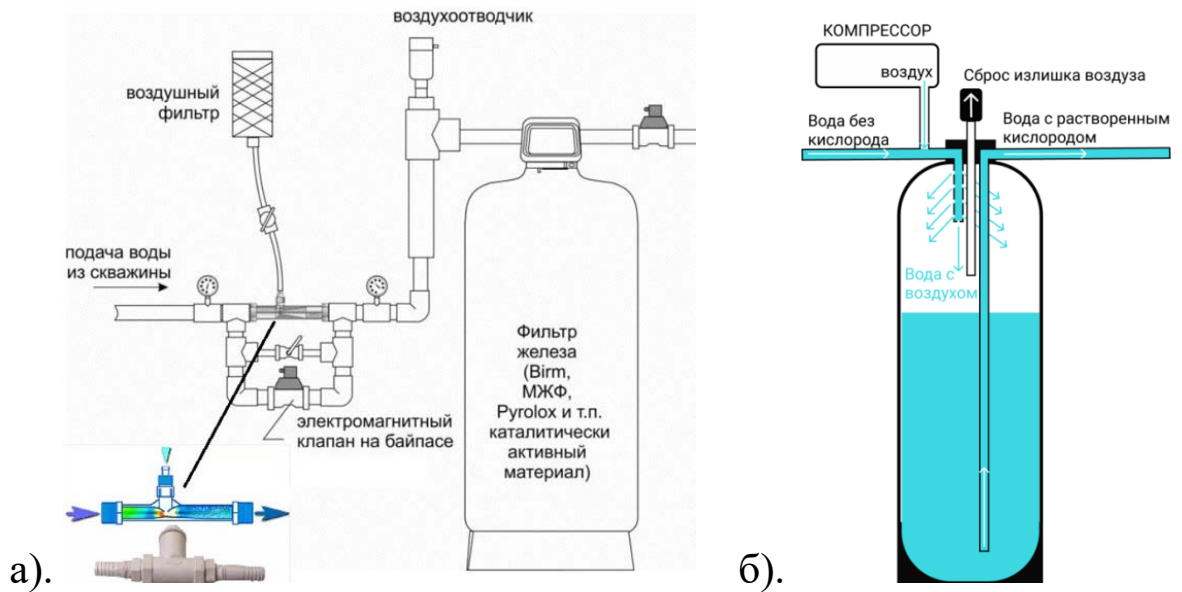 воздухоотводчик
воздушный
фильтр
подача воды
из скважины
электромагнитный
клапан на байпасе
Фильтр
железа
(Birm,
МЖФ,
Pyrolox и т.п.
каталитически
активный
материал)
а).
КОМПРЕССОР
воздух
Сброс излишка воздуза
Вода без
кислорода
Вода с растворенным
кислородом
Вода с
воздухом
б).